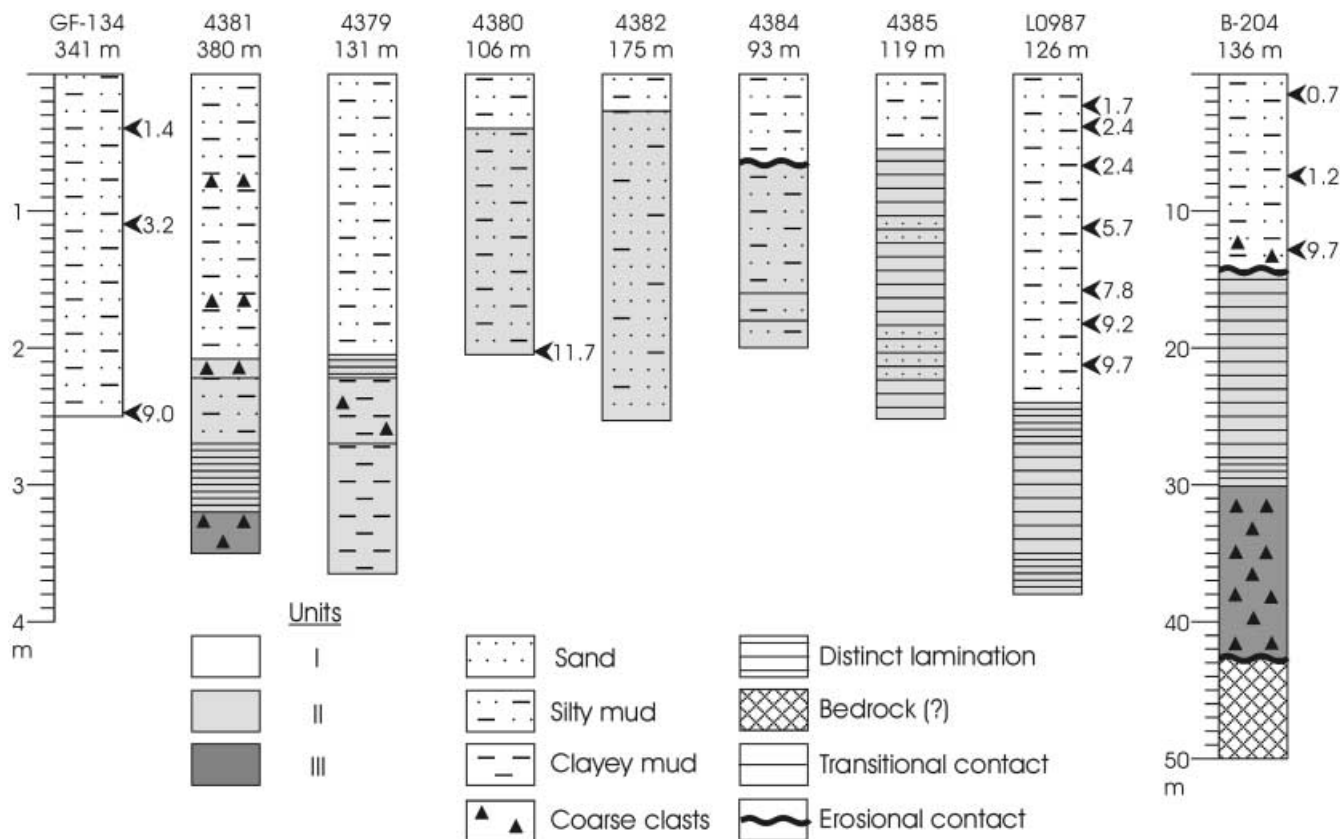 GF-134 4381 4379 4380 4382 4384 4385 L0987 B-204
341 m 380 m 131 m 106 m 175 m 93 m 119 m 126 m 136 m
0.7
1.7
1.4 2.4
2.4
1.2
1 3.2 5.7 10
9.7
7.8
9.2
2 11.7 9.7 20
9.0
3 30
4 40
m
Units
I Sand Distinct lamination
II Silty mud Bedrock (?)
III Clayey mud Transitional contact
50
m
Coarse clasts Erosional contact